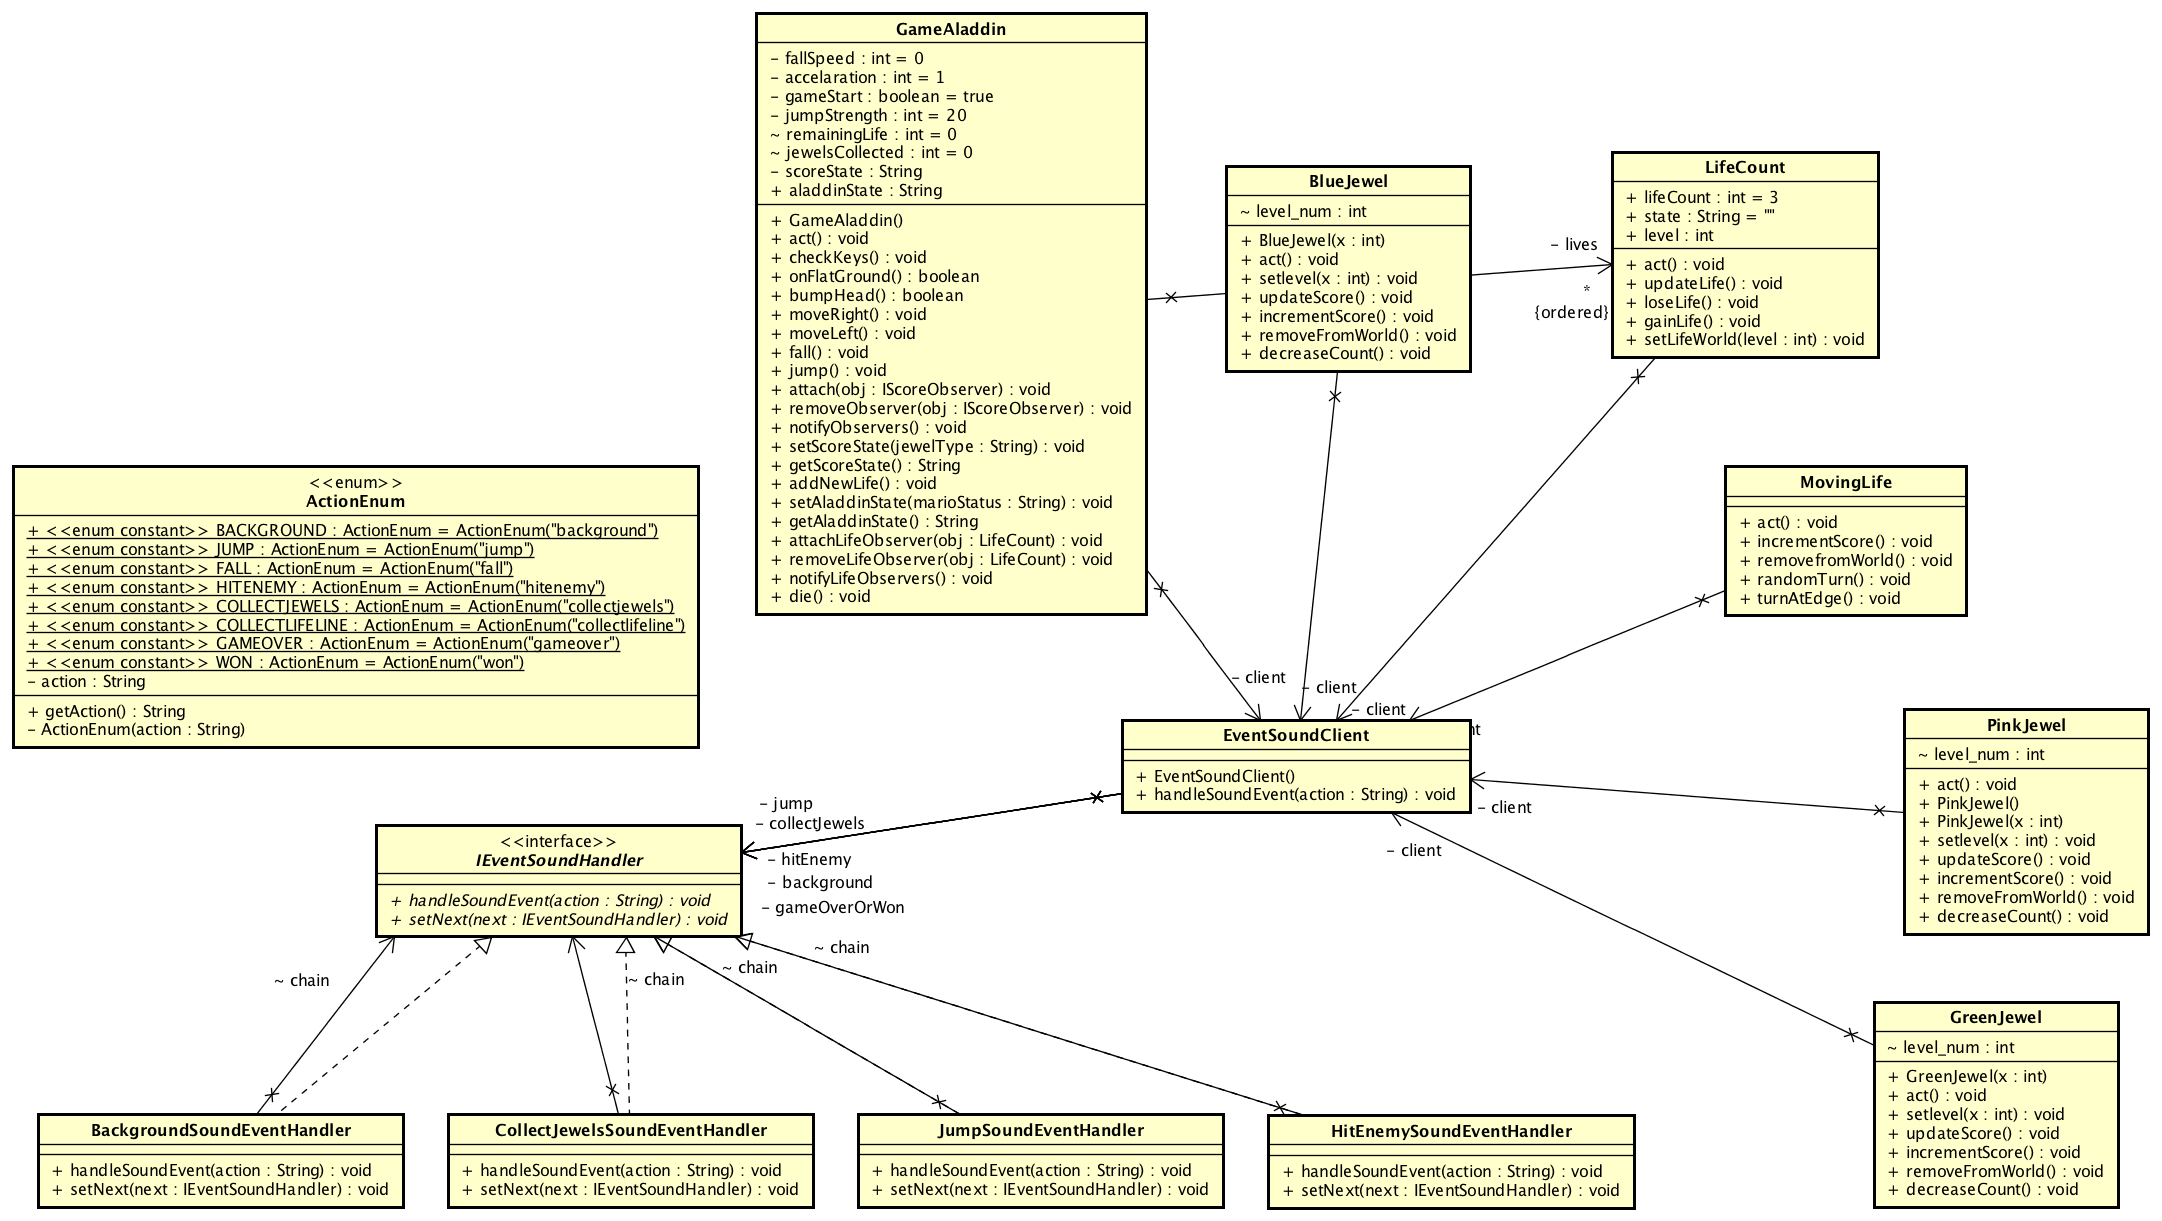 GameAladdin
- fallSpeed : int = 0
- accelaration : int = 1
- gameStart : boolean = true
- jumpStrength : int = 20
~ remainingLife : int = 0
~ jewelsCollected : int = 0
- scoreState : String
+ aladdinState : String
+ GameAladdin()
+ act() : void
+ checkKeys() : void
+ onFlatGround() : boolean
+ bumpHead() : boolean
+ moveRight() : void
+ moveLeft() : void
+ fall() : void
+ jump() : void
+ attach(obj : IScoreObserver) : void
+ removeObserver(obj : IScoreObserver) : void
+ notifyObservers() : void
+ setScoreState(jewelType : String) : void
+ getScoreState() : String
+ addNewLife() : void
+ setAladdinState(marioStatus : String) : void
+ getAladdinState() : String
+ attachLifeObserver(obj : LifeCount) : void
+ removeLifeObserver(obj : LifeCount) : void
+ notifyLifeObservers() : void
+ die() : void
BlueJewel
~ level_num : int
+ BlueJewel(x : int)
+ act() : void
+ setlevel(x : int) : void
+ updateScore() : void
+ incrementScore() : void
+ removeFromWorld() : void
+ decreaseCount() : void
- lives
*
{ordered}
LifeCount
+ lifeCount : int = 3
+ state : String = ""
+ level : int
+ act() : void
+ updateLife() : void
+ loseLife() : void
+ gainLife() : void
+ setLifeWorld(level : int) : void
<<enum>>
ActionEnum
+ <<enum constant>> BACKGROUND : ActionEnum = ActionEnum("background")
+ <<enum constant>> JUMP : ActionEnum = ActionEnum("jump")
+ <<enum constant>> FALL : ActionEnum = ActionEnum("fall")
+ <<enum constant>> HITENEMY : ActionEnum = ActionEnum("hitenemy")
+ <<enum constant>> COLLECTJEWELS : ActionEnum = ActionEnum("collectjewels")
+ <<enum constant>> COLLECTLIFELINE : ActionEnum = ActionEnum("collectlifeline")
+ <<enum constant>> GAMEOVER : ActionEnum = ActionEnum("gameover")
+ <<enum constant>> WON : ActionEnum = ActionEnum("won")
- action : String
+ getAction() : String
- ActionEnum(action : String)
MovingLife
+ act() : void
+ incrementScore() : void
+ removefromWorld() : void
+ randomTurn() : void
+ turnAtEdge() : void
- client
- client
- client
EventSoundClient
+ EventSoundClient()
+ handleSoundEvent(action : String) : void
PinkJewel
~ level_num : int
+ act() : void
+ PinkJewel()
+ PinkJewel(x : int)
+ setlevel(x : int) : void
+ updateScore() : void
+ incrementScore() : void
+ removeFromWorld() : void
+ decreaseCount() : void
- client
- client
- jump
- collectJewels
- hitEnemy
- background
- gameOverOrWon
<<interface>>
IEventSoundHandler
+ handleSoundEvent(action : String) : void
+ setNext(next : IEventSoundHandler) : void
~ chain
~ chain
~ chain
~ chain
GreenJewel
~ level_num : int
+ GreenJewel(x : int)
+ act() : void
+ setlevel(x : int) : void
+ updateScore() : void
+ incrementScore() : void
+ removeFromWorld() : void
+ decreaseCount() : void
BackgroundSoundEventHandler
+ handleSoundEvent(action : String) : void
+ setNext(next : IEventSoundHandler) : void
CollectJewelsSoundEventHandler
+ handleSoundEvent(action : String) : void
+ setNext(next : IEventSoundHandler) : void
JumpSoundEventHandler
+ handleSoundEvent(action : String) : void
+ setNext(next : IEventSoundHandler) : void
HitEnemySoundEventHandler
+ handleSoundEvent(action : String) : void
+ setNext(next : IEventSoundHandler) : void